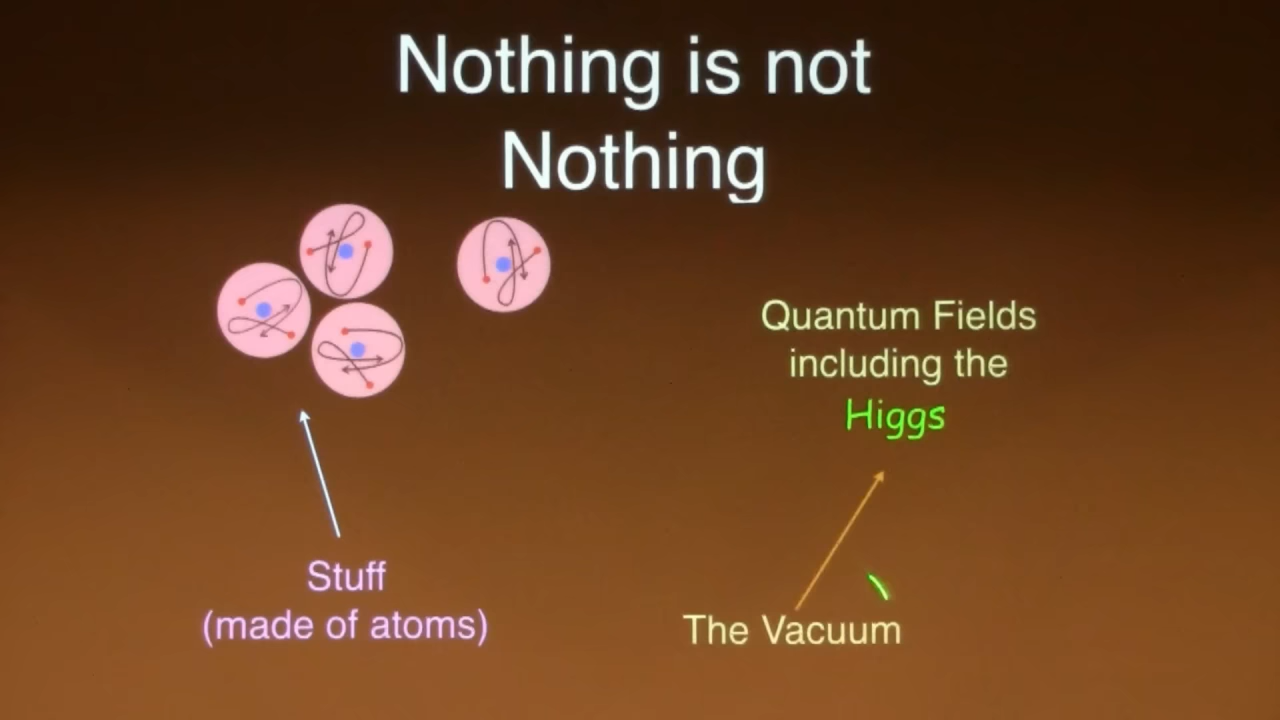 Nothing is not
Nothing
Quantum Fields
including the
Higgs
Stuff
(made of atoms)
The Vacuum